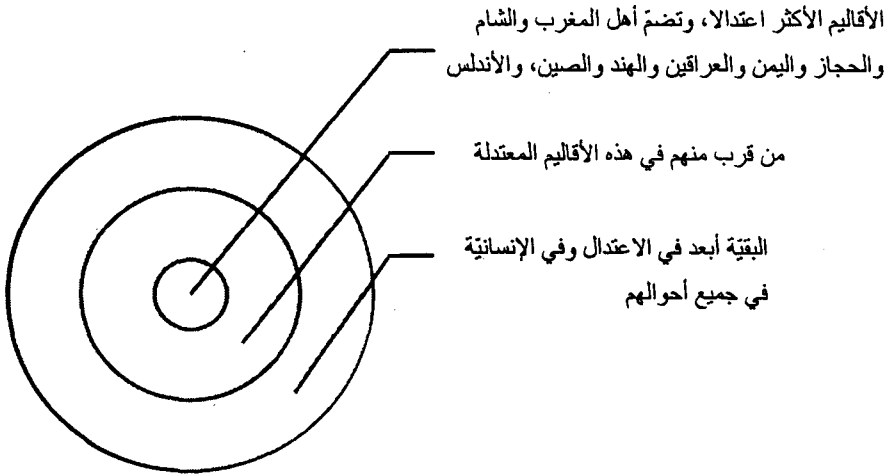 الأقاليم الأكثر اعتدالا، وتضمّ أهل المغرب والشام
والحجاز واليمن والعراقين والهند والصين، والأندلس
من قرب منهم في هذه الأقاليم المعتدلة
البقيّة أبعد في الاعتدال وفي الإنسانيّة
في جميع أحوالهم